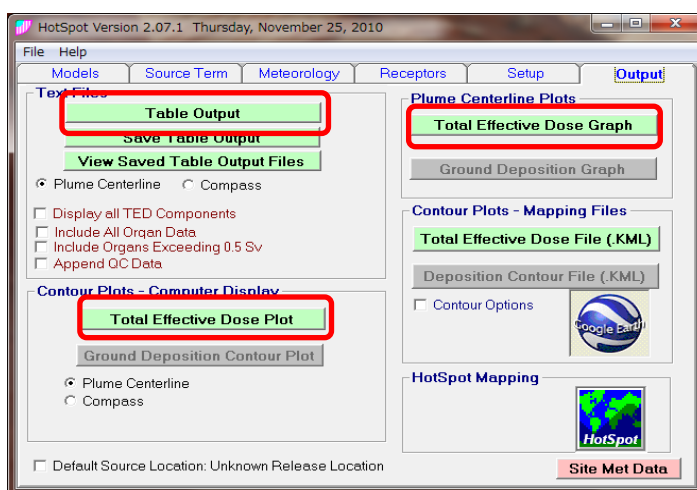 HotSpot Version 2.07.1 Thursday, November 25, 2010
File Help
Models Source Term Meteorology Receptors Setup Output
Text Files
Table Output
Save Table Output
View Saved Table Output Files
Plume Centerline Compass
Display all TED Components
Include All Organ Data
Include Organs Exceeding 0.5 Sv
Append QC Data
Contour Plots - Computer Display
Total Effective Dose Plot
Ground Deposition Contour Plot
Plume Centerline
Compass
Default Source Location: Unknown Release Location
Plume Centerline Plots
Total Effective Dose Graph
Ground Deposition Graph
Contour Plots - Mapping Files
Total Effective Dose File (.KML)
Deposition Contour File (.KML)
Contour Options
Google Earth
HotSpot Mapping
HotSpot
Site Met Data